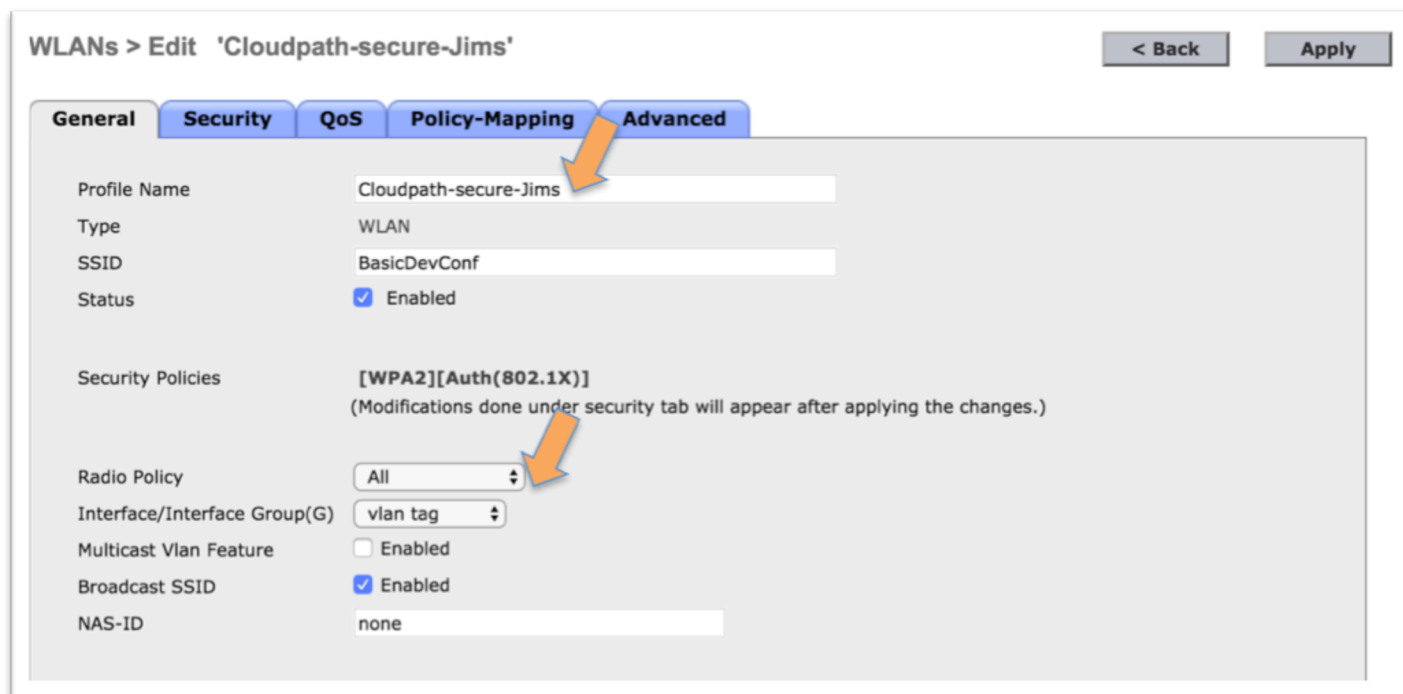 WLANs > Edit 'Cloudpath-secure-Jims'
< Back
Apply
General
Security
QoS
Policy-Mapping
Advanced
Profile Name
Cloudpath-secure-Jims
Type
WLAN
SSID
BasicDevConf
Status
Enabled
Security Policies
[WPA2][Auth(802.1X)]
(Modifications done under security tab will appear after applying the changes.)
Radio Policy
All
Interface/Interface Group(G)
vlan tag
Multicast Vlan Feature
Enabled
Broadcast SSID
Enabled
NAS-ID
none